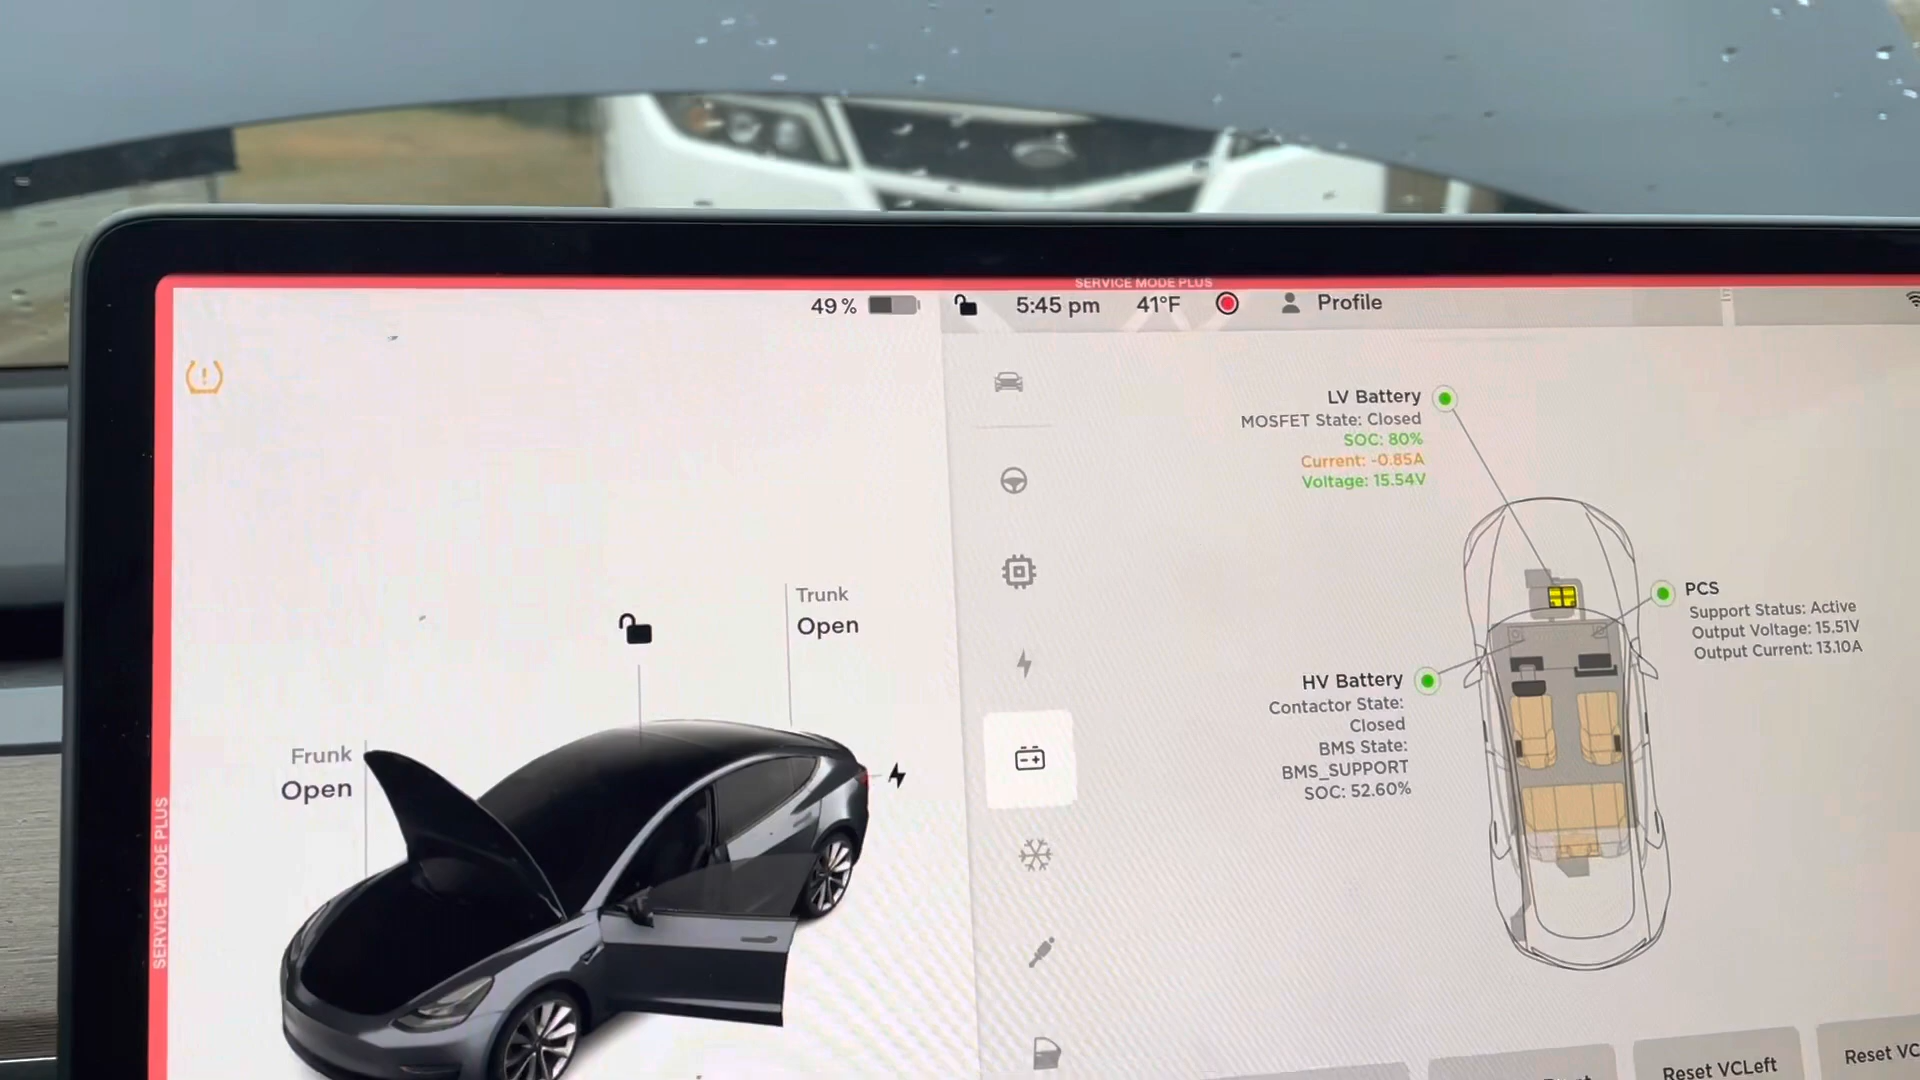 SERVICE MODE PLUS
49 %
5:45 pm
41°F
Profile
LV Battery
MOSFET State: Closed
SOC: 80%
Current: -0.85A
Voltage: 15.54V
PCS
Support Status: Active
Output Voltage: 15.51V
Output Current: 13.10A
HV Battery
Contactor State:
Closed
BMS State:
BMS_SUPPORT
SOC: 52.60%
Trunk
Open
Frunk
Open
SERVICE MODE PLUS
Reset VCLeft
Reset VC